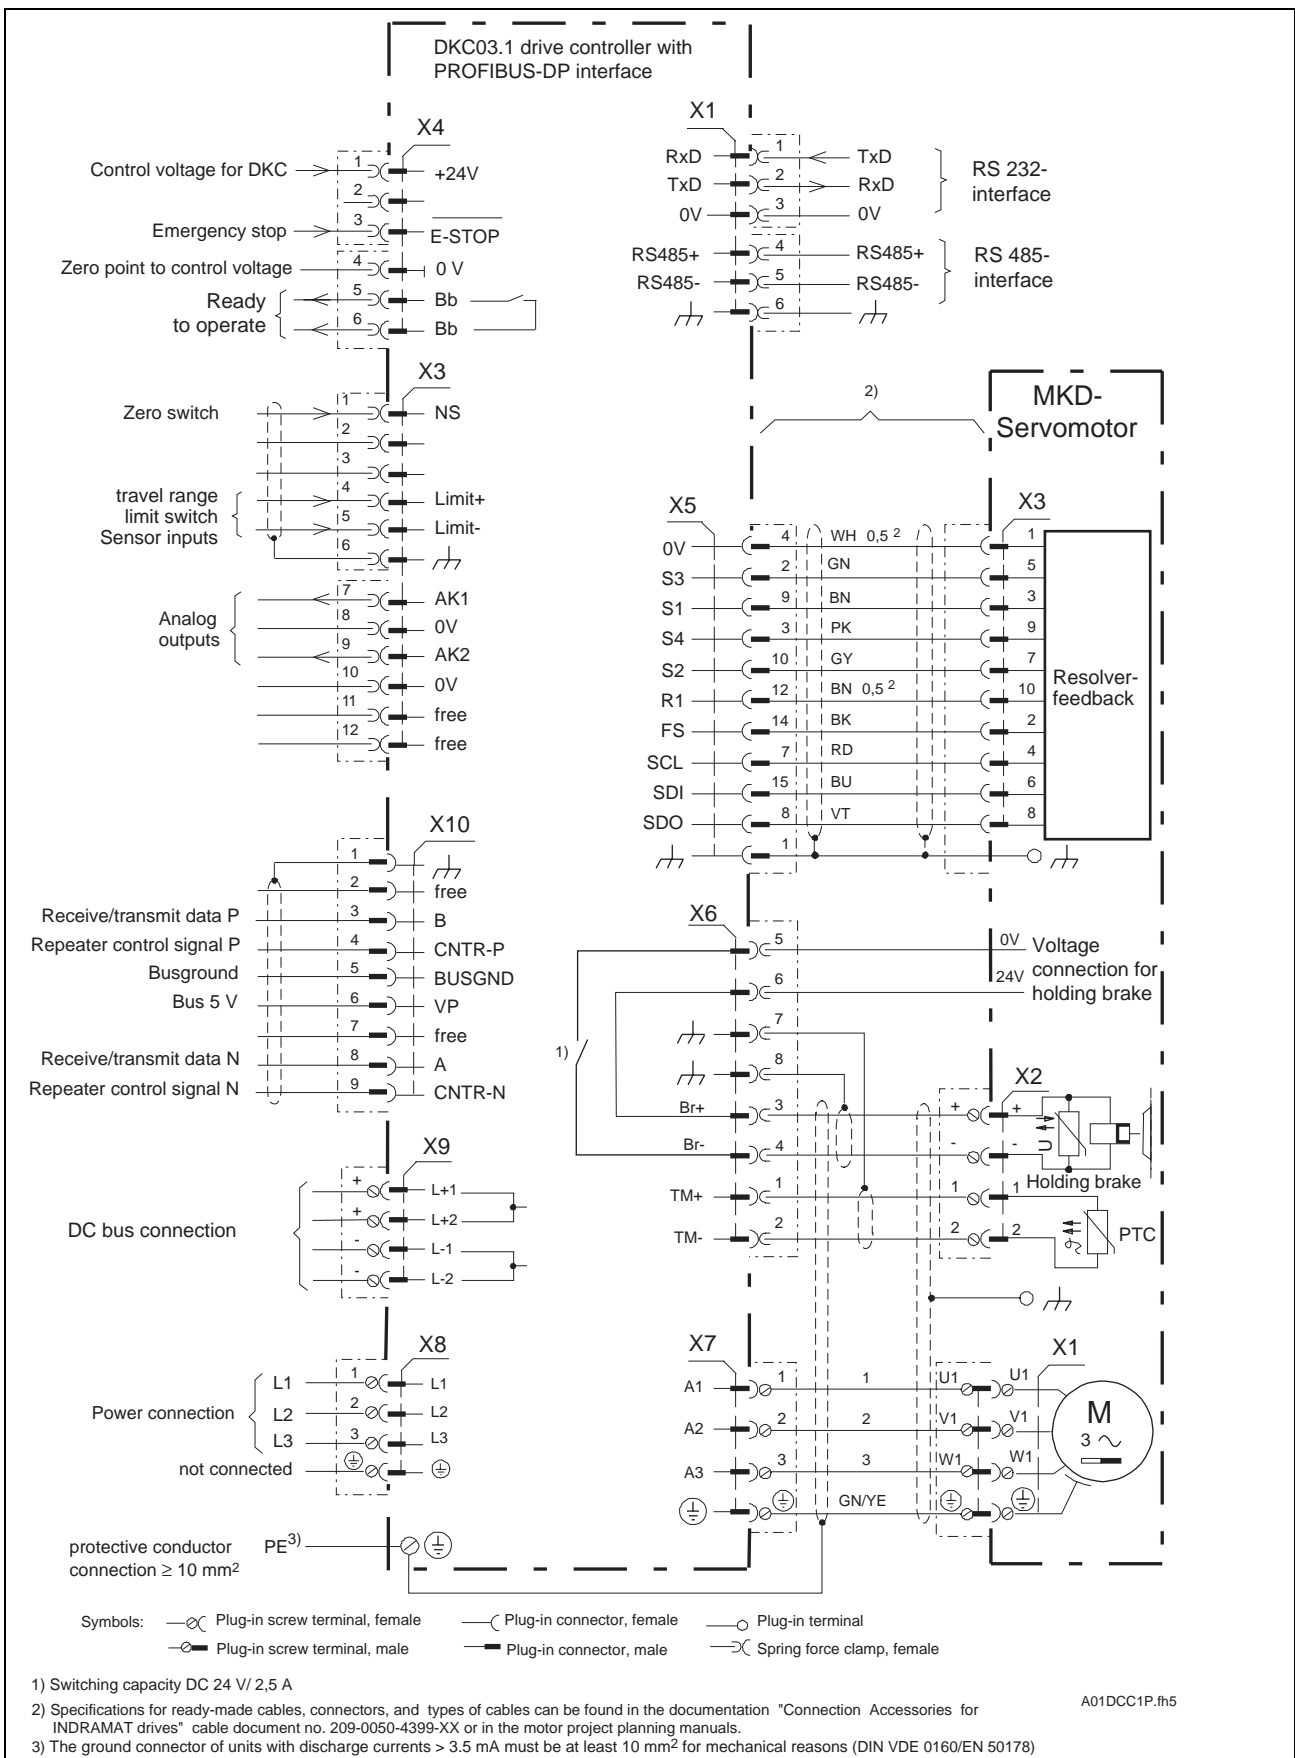 DKC03.1 drive controller with
PROFIBUS-DP interface
X4
Control voltage for DKC 1 +24V
2
Emergency stop 3 E-STOP
Zero point to control voltage 4 0 V
Ready
to operate
5 Bb
6 Bb
X1
RxD 1 TxD
TxD 2 RxD
0V 3 0V
RS 232-
interface
RS485+ 4 RS485+
RS485- 5 RS485-
6
RS 485-
interface
X3
Zero switch 1 NS
2
3
travel range
limit switch
Sensor inputs
4 Limit+
5 Limit-
6
Analog
outputs
7 AK1
8 0V
9 AK2
10 0V
11 free
12 free
2)
MKD-
Servomotor
X5
X3
0V 4 WH 0,5 2 1
S3 2 GN 5
S1 9 BN 3
S4 3 PK 9
S2 10 GY 7
R1 12 BN 0,5 2 10
FS 14 BK 2
SCL 7 RD 4
SDI 15 BU 6
SDO 8 VT 8
1
Resolver-
feedback
X10
1
2 free
Receive/transmit data P 3 B
Repeater control signal P 4 CNTR-P
Busground 5 BUSGND
Bus 5 V 6 VP
7 free
Receive/transmit data N 8 A
Repeater control signal N 9 CNTR-N
X6
5 0V
6 24V
Voltage
connection for
holding brake
7
8
1)
X2
Br+ 3 + +
Br- 4 - -
U
Holding brake
TM+ 1 1 1
TM- 2 2 2
PTC
X9
DC bus connection
+ L+1
+ L+2
- L-1
- L-2
X8
Power connection
L1 1 L1
L2 2 L2
L3 3 L3
not connected
X7
X1
A1 1 1 U1 U1
A2 2 2 V1 V1
A3 3 3 W1 W1
GN/YE
M
3 ~
protective conductor
connection ≥ 10 mm2
PE3)
Symbols:
Plug-in screw terminal, female
Plug-in connector, female
Plug-in terminal
Plug-in screw terminal, male
Plug-in connector, male
Spring force clamp, female
1) Switching capacity DC 24 V/ 2,5 A
2) Specifications for ready-made cables, connectors, and types of cables can be found in the documentation "Connection Accessories for
INDRAMAT drives" cable document no. 209-0050-4399-XX or in the motor project planning manuals.
3) The ground connector of units with discharge currents > 3.5 mA must be at least 10 mm2 for mechanical reasons (DIN VDE 0160/EN 50178)
A01DCC1P.fh5